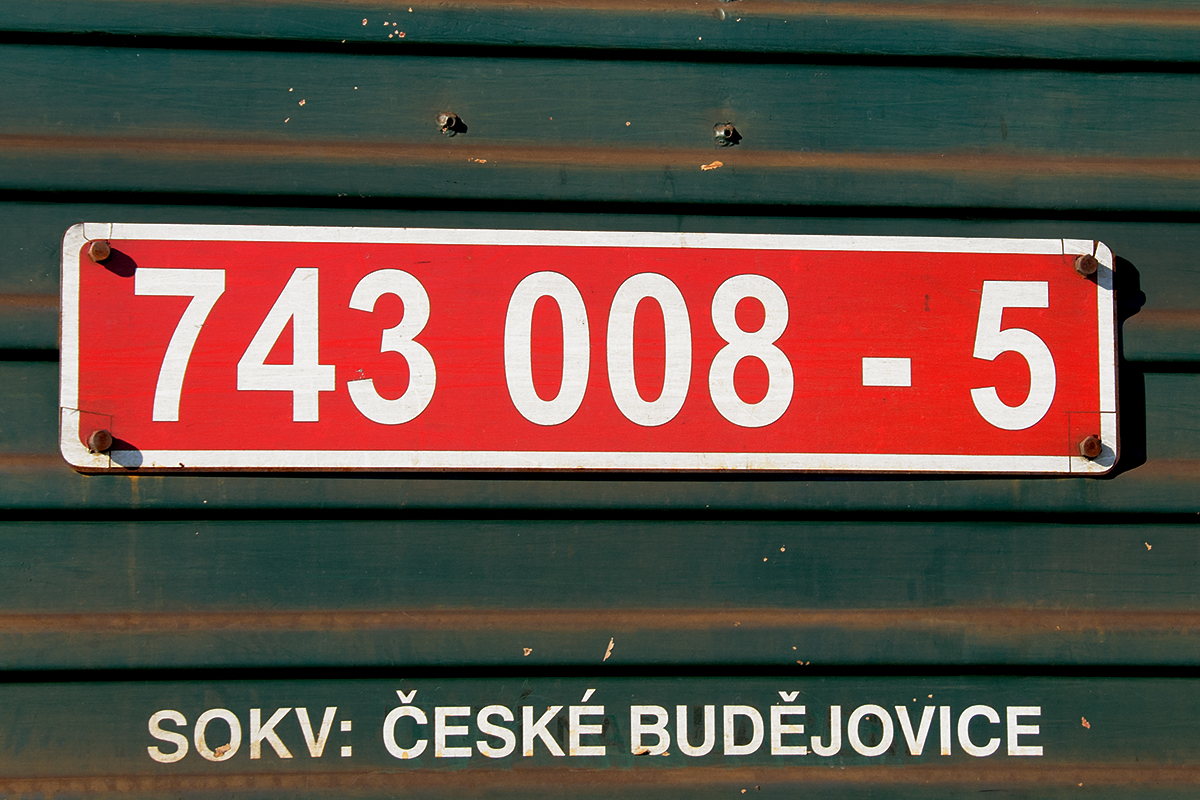 743 008 - 5
SOKV: ČESKÉ BUDĚJOVICE